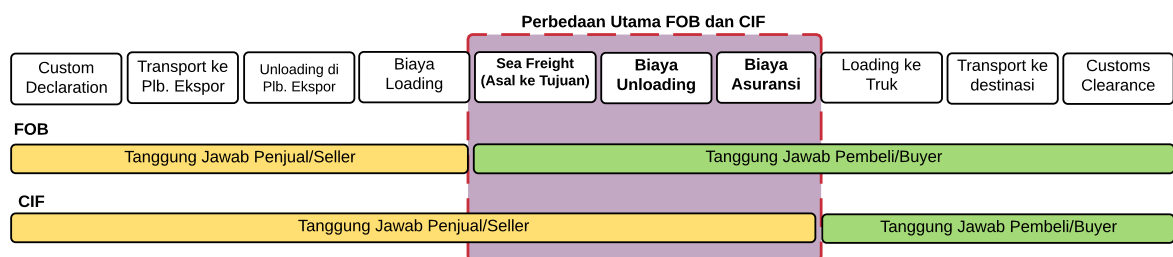 Perbedaan Utama FOB dan CIF
Custom
Declaration
Transport ke
Plb. Ekspor
Unloading di
Plb. Ekspor
Biaya
Loading
Sea Freight
(Asal ke Tujuan)
Biaya
Unloading
Biaya
Asuransi
Loading ke
Truk
Transport ke
destinasi
Customs
Clearance
FOB
Tanggung Jawab Penjual/Seller
Tanggung Jawab Pembeli/Buyer
CIF
Tanggung Jawab Penjual/Seller
Tanggung Jawab Pembeli/Buyer